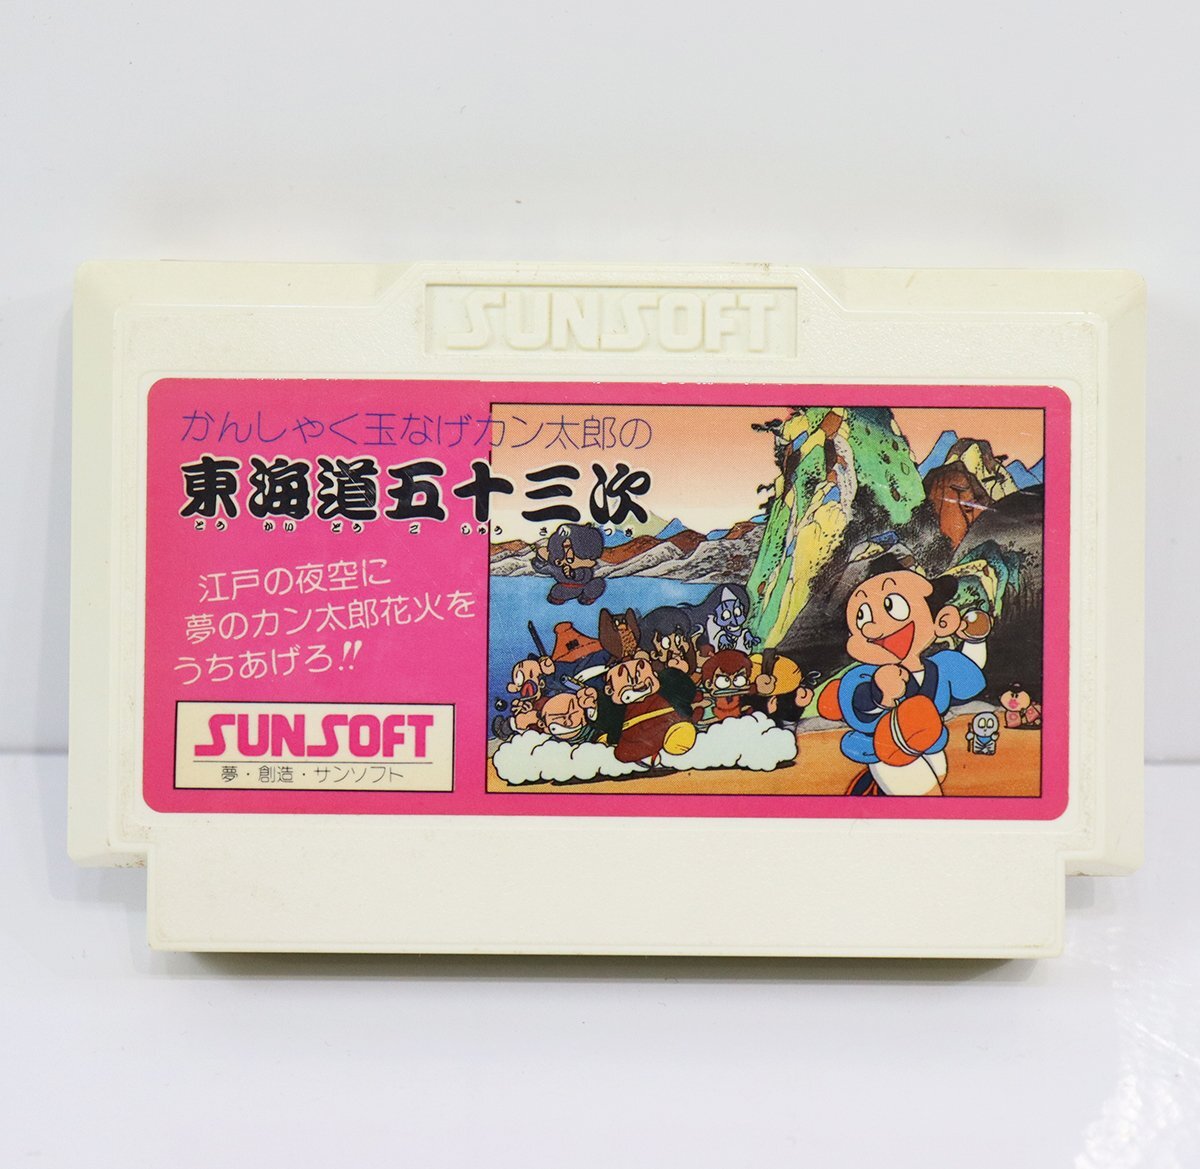 SUNSOFT
かんしゃく玉なげカン太郎の
東海道五十三次
とう かい どう ご じゅう さん つぎ
江戸の夜空に
夢のカン太郎花火を
うちあげろ!!
SUNSOFT
夢・創造・サンソフト